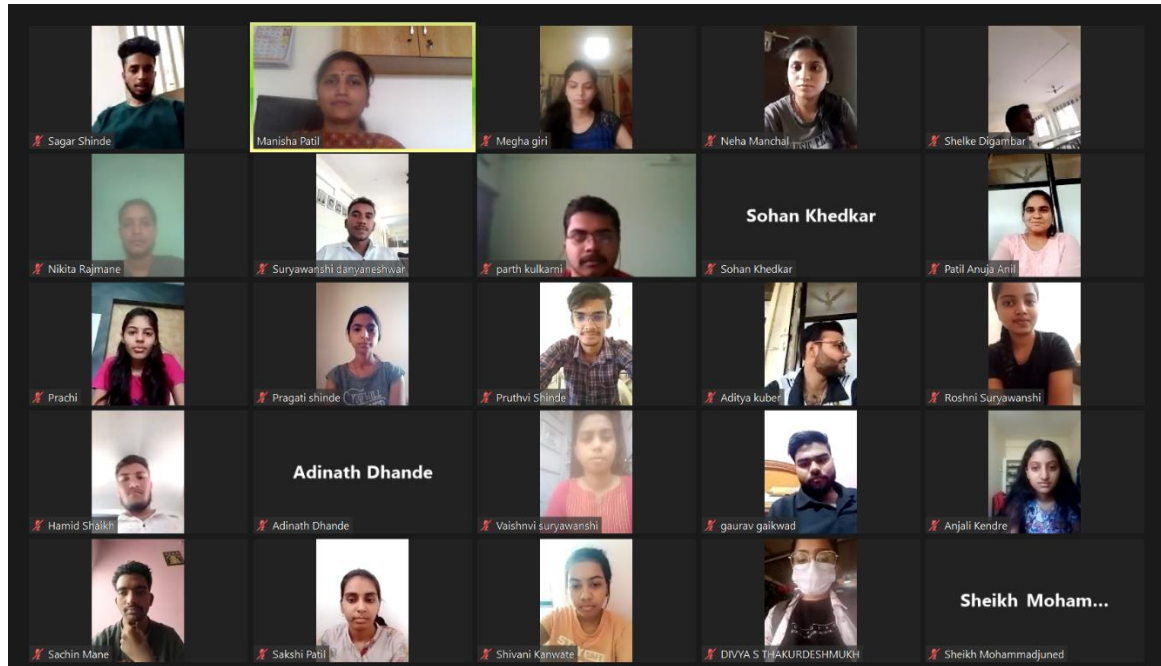 Sagar Shinde
Manisha Patil
Megha giri
Neha Manchal
Shelke Digambar
Nikita Rajmane
Suryawanshi danyaneshwar
parth kulkarni
Sohan Khedkar
Sohan Khedkar
Patil Anuja Anil
Prachi
Pragati shinde
Pruthvi Shinde
Aditya kuber
Roshni Suryawanshi
Hamid Shaikh
Adinath Dhande
Adinath Dhande
Vaishnvi suryawanshi
gaurav gaikwad
Anjali Kendre
Sachin Mane
Sakshi Patil
Shivani Kanwate
DIVYA S THAKURDESHMUKH
Sheikh Moham...
Sheikh Mohammadjuned